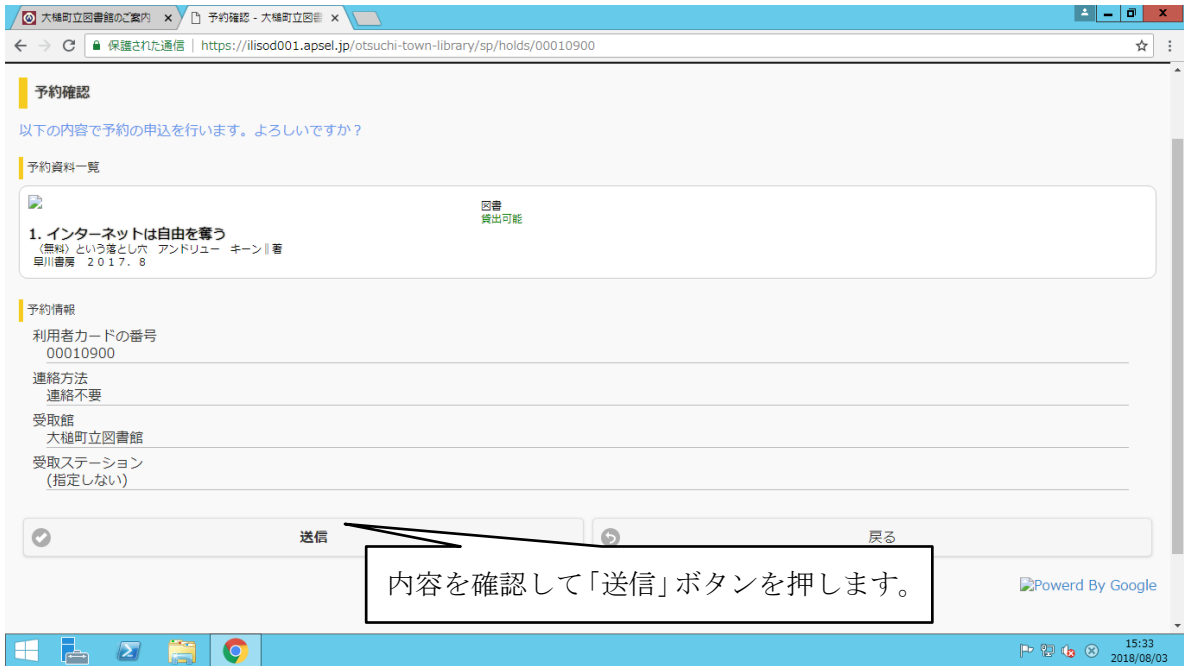 大槌町立図書館のご案内
予約確認 - 大槌町立図書
保護された通信 | https://ilisod001.apsel.jp/otsuchi-town-library/sp/holds/00010900
予約確認
以下の内容で予約の申込を行います。よろしいですか？
予約資料一覧
図書
貸出可能
1. インターネットは自由を奪う
〈無料〉という落とし穴 アンドリュー キーン‖著
早川書房 ２０１７．８
予約情報
利用者カードの番号
00010900
連絡方法
連絡不要
受取館
大槌町立図書館
受取ステーション
(指定しない)
送信
戻る
内容を確認して「送信」ボタンを押します。
Powerd By Google
15:33
2018/08/03